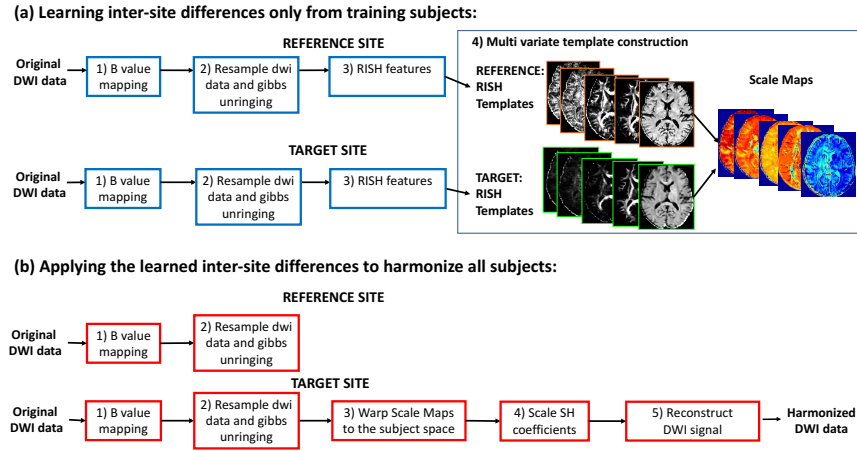 (a) Learning inter-site differences only from training subjects:
REFERENCE SITE
Original
DWI data
1) B value
mapping
2) Resample dwi
data and gibbs
unringing
3) RISH features
4) Multi variate template construction
REFERENCE:
RISH
Templates
Scale Maps
TARGET SITE
Original
DWI data
1) B value
mapping
2) Resample dwi
data and gibbs
unringing
3) RISH features
TARGET:
RISH
Templates
(b) Applying the learned inter-site differences to harmonize all subjects:
REFERENCE SITE
Original
DWI data
1) B value
mapping
2) Resample dwi
data and gibbs
unringing
TARGET SITE
Original
DWI data
1) B value
mapping
2) Resample dwi
data and gibbs
unringing
3) Warp Scale Maps
to the subject space
4) Scale SH
coefficients
5) Reconstruct
DWI signal
Harmonized
DWI data